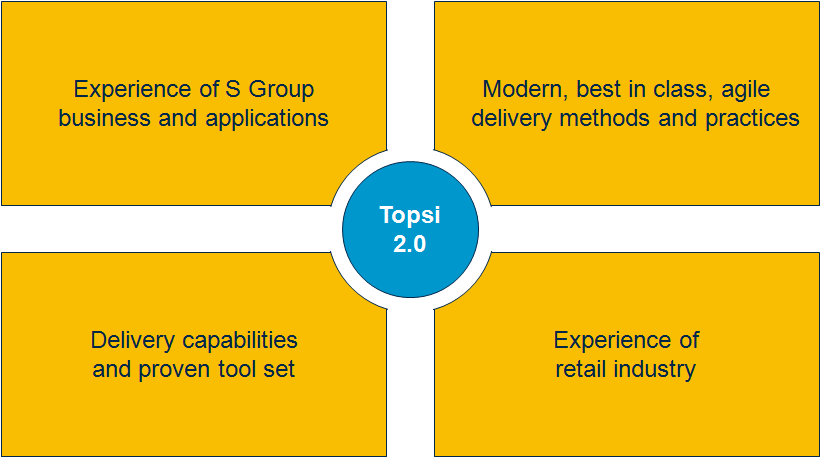 Experience of S Group
business and applications
Modern, best in class, agile
delivery methods and practices
Topsi
2.0
Delivery capabilities
and proven tool set
Experience of
retail industry